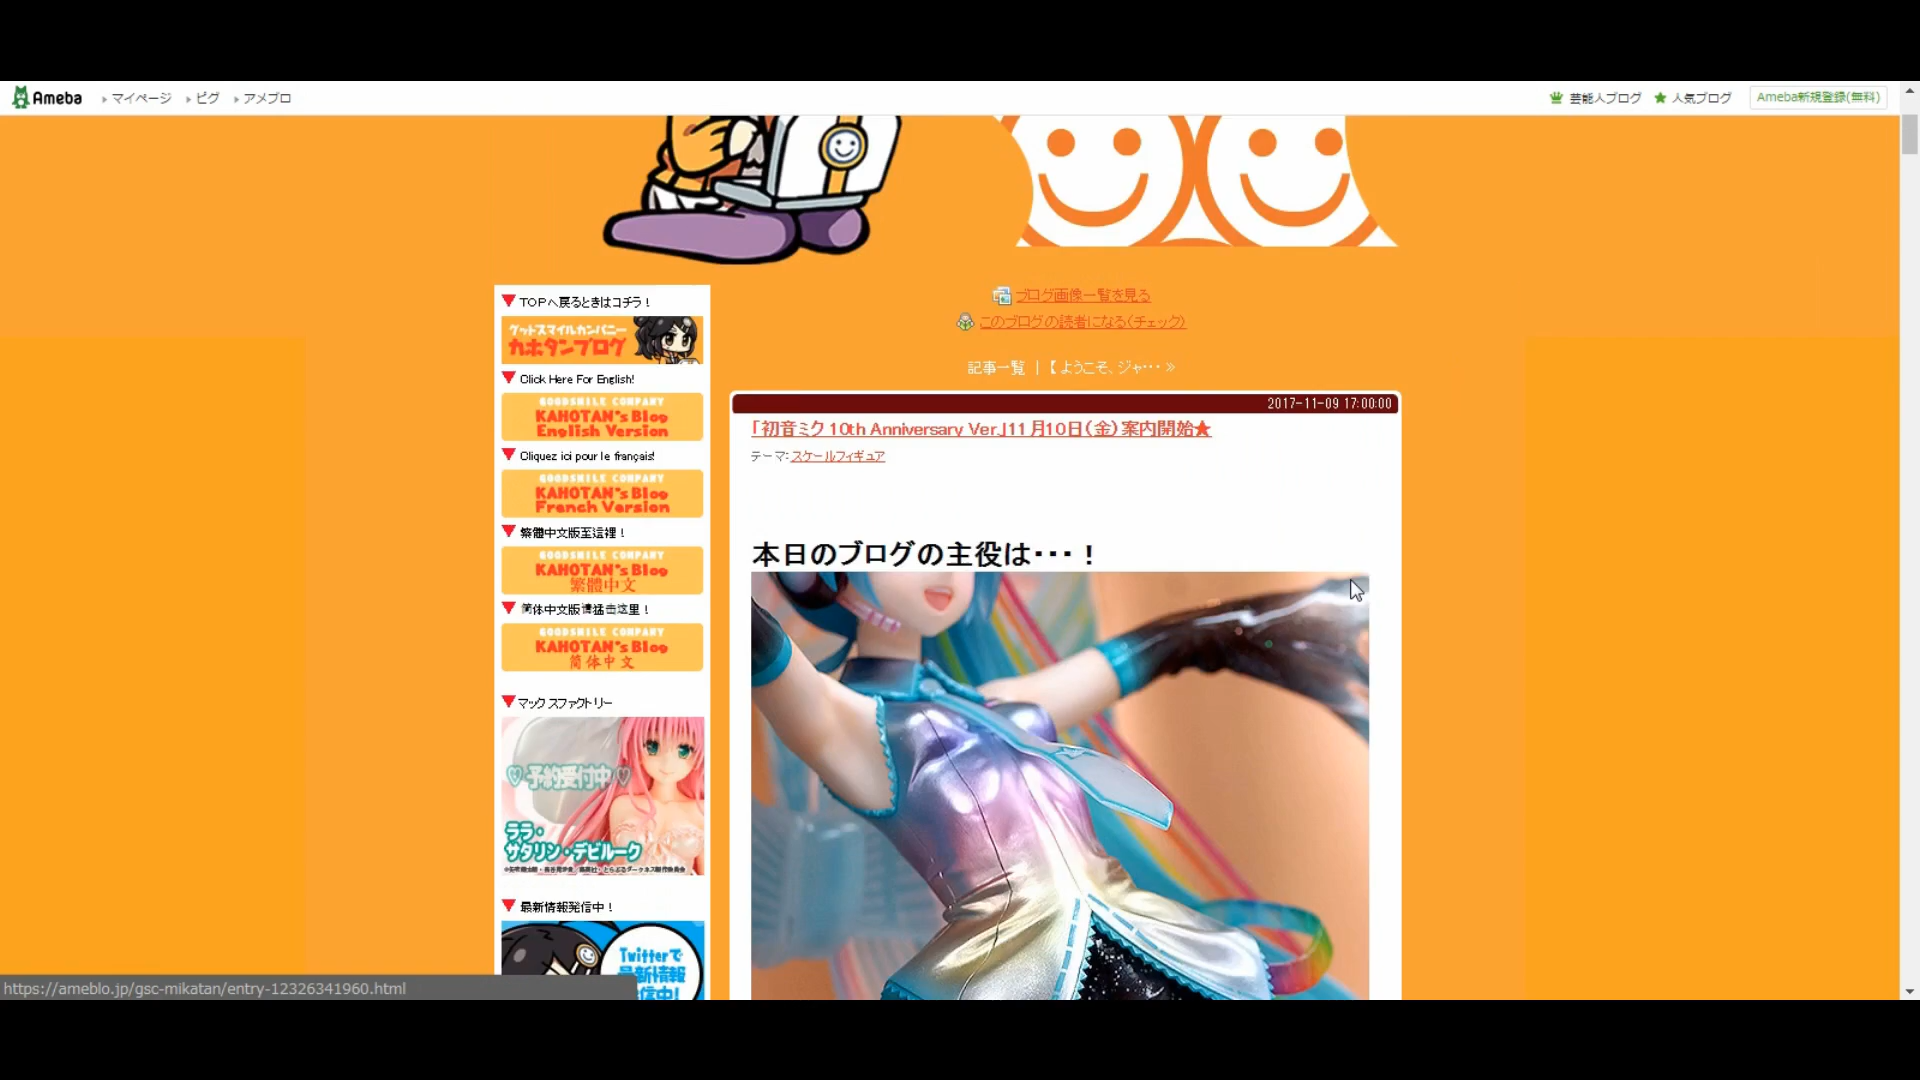 Ameba
マイページ
ピグ
アメブロ
芸能人ブログ
人気ブログ
Ameba新規登録(無料)
ブログ画像一覧を見る
このブログの読者になる(チェック)
記事一覧 | 【 ようこそ、ジャ・・・ »
TOPへ戻るときはコチラ！
グッドスマイルカンパニー
カホタンブログ
Click Here For English!
GOODSMILE COMPANY
KAHOTAN's Blog
English Version
Cliquez ici pour le français!
GOODSMILE COMPANY
KAHOTAN's Blog
French Version
繁體中文版至這裡！
GOODSMILE COMPANY
KAHOTAN's Blog
繁體中文
简体中文版请猛击这里！
GOODSMILE COMPANY
KAHOTAN's Blog
简体中文
マックスファクトリー
予約受付中
ララ・
サタリン・デビルーク
最新情報発信中！
Twitterで
最新情報
信中!
2017-11-09 17:00:00
「初音ミク 10th Anniversary Ver.」11月10日(金)案内開始★
テーマ:スケールフィギュア
本日のブログの主役は・・・！
https://ameblo.jp/gsc-mikatan/entry-12326341960.html